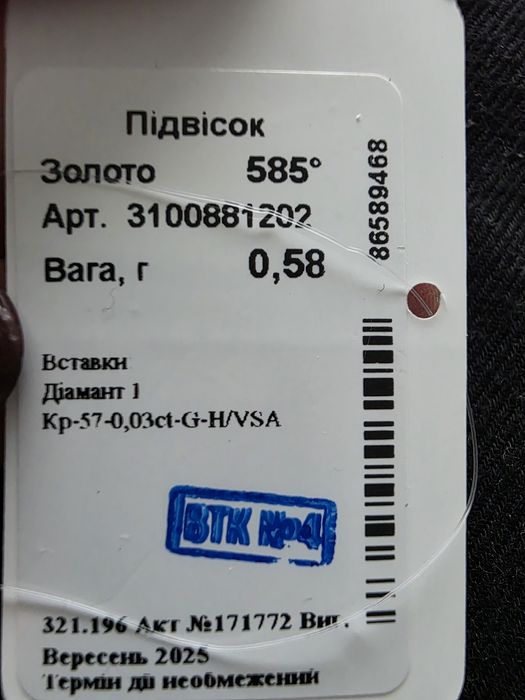 Підвісок
Золото 585°
Арт. 3100881202
Вага, г 0,58
86589468
Вставки
Діамант 1
Кр-57-0,03ct-G-H/VSA
ВТК №4
321.196 Акт №171772 Виг.
Вересень 2025
Термін дії необмежений